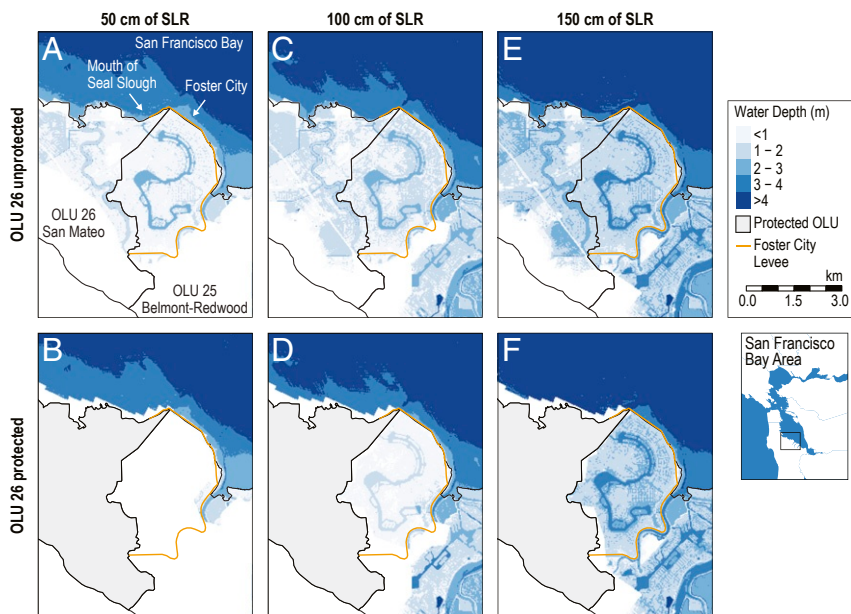 50 cm of SLR
100 cm of SLR
150 cm of SLR
OLU 26 unprotected
A
San Francisco Bay
Mouth of
Seal Slough
Foster City
OLU 26
San Mateo
OLU 25
Belmont-Redwood
C
E
Water Depth (m)
<1
1 – 2
2 – 3
3 – 4
>4
Protected OLU
Foster City
Levee
km
0.0 1.5 3.0
OLU 26 protected
B
D
F
San Francisco
Bay Area